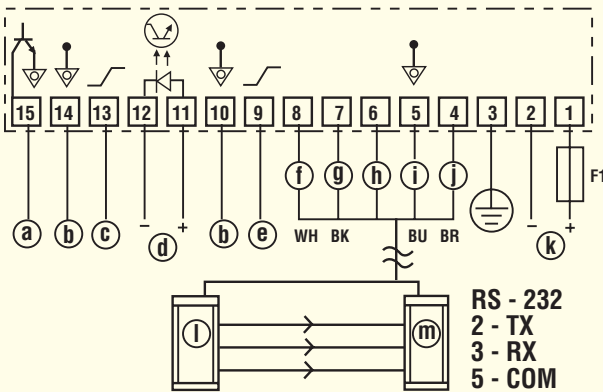 15 14 13 12 11 10 9 8 7 6 5 4 3 2 1
F1
f g h i j
a b c - d + b e WH BK BU BR - k +
l m
RS - 232
2 - TX
3 - RX
5 - COM